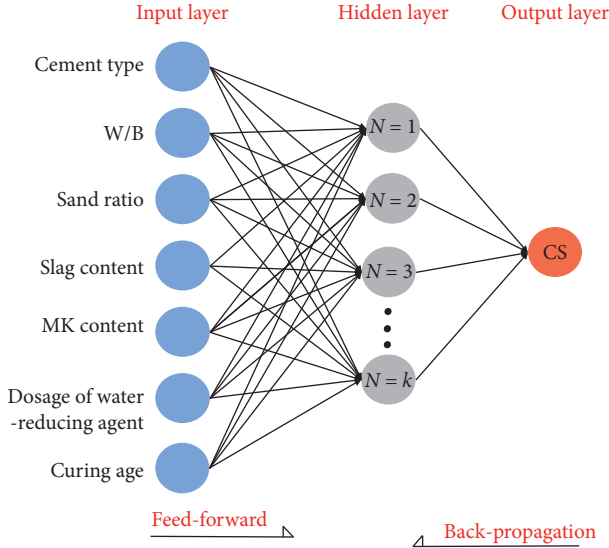 Input layer
Hidden layer
Output layer
Cement type
W/B
Sand ratio
Slag content
MK content
Dosage of water
-reducing agent
Curing age
N = 1
N = 2
N = 3
N = k
CS
Feed-forward
Back-propagation